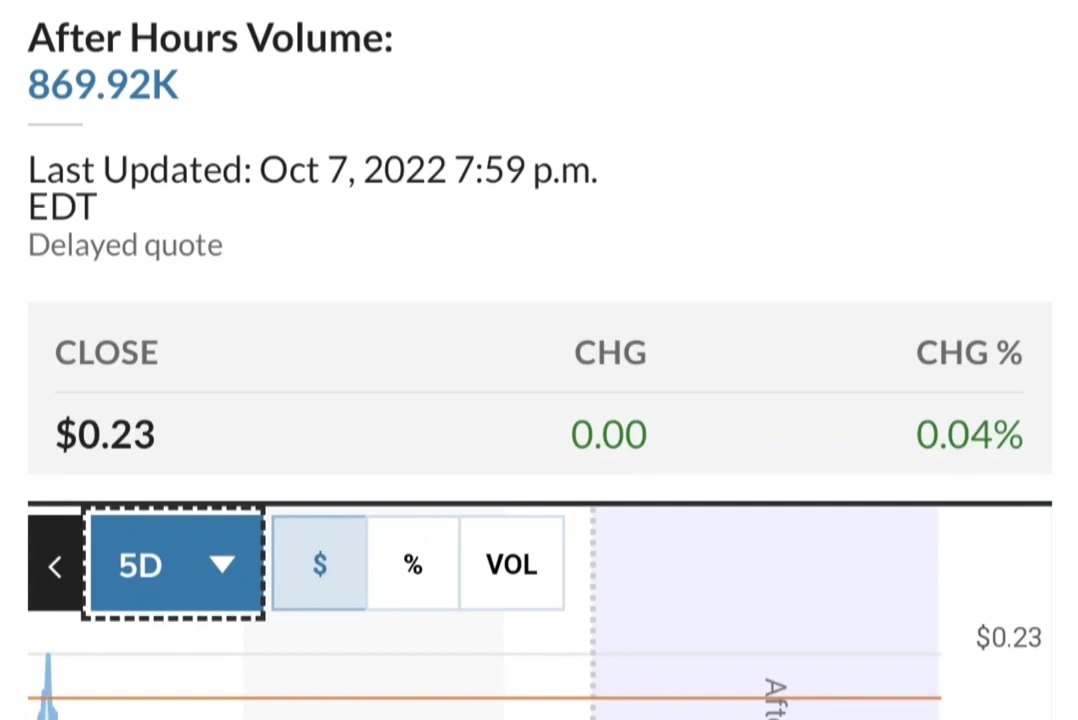 After Hours Volume:
869.92K
Last Updated: Oct 7, 2022 7:59 p.m.
EDT
Delayed quote
CLOSE CHG CHG %
$0.23 0.00 0.04%
5D $ % VOL
$0.23